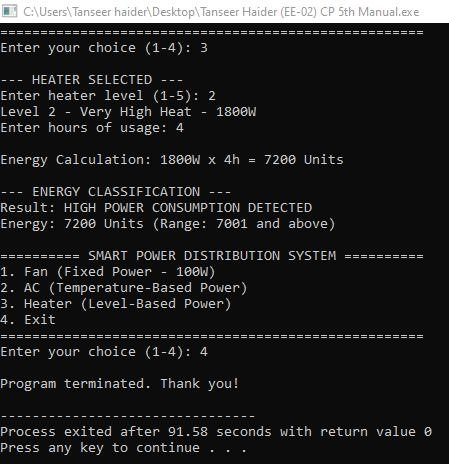 C:\Users\Tanseer haider\Desktop\Tanseer Haider (EE-02) CP 5th Manual.exe
=====================================================
Enter your choice (1-4): 3
--- HEATER SELECTED ---
Enter heater level (1-5): 2
Level 2 - Very High Heat - 1800W
Enter hours of usage: 4
Energy Calculation: 1800W x 4h = 7200 Units
--- ENERGY CLASSIFICATION ---
Result: HIGH POWER CONSUMPTION DETECTED
Energy: 7200 Units (Range: 7001 and above)
========== SMART POWER DISTRIBUTION SYSTEM ==========
1. Fan (Fixed Power - 100W)
2. AC (Temperature-Based Power)
3. Heater (Level-Based Power)
4. Exit
=====================================================
Enter your choice (1-4): 4
Program terminated. Thank you!
--------------------------------
Process exited after 91.58 seconds with return value 0
Press any key to continue . . .